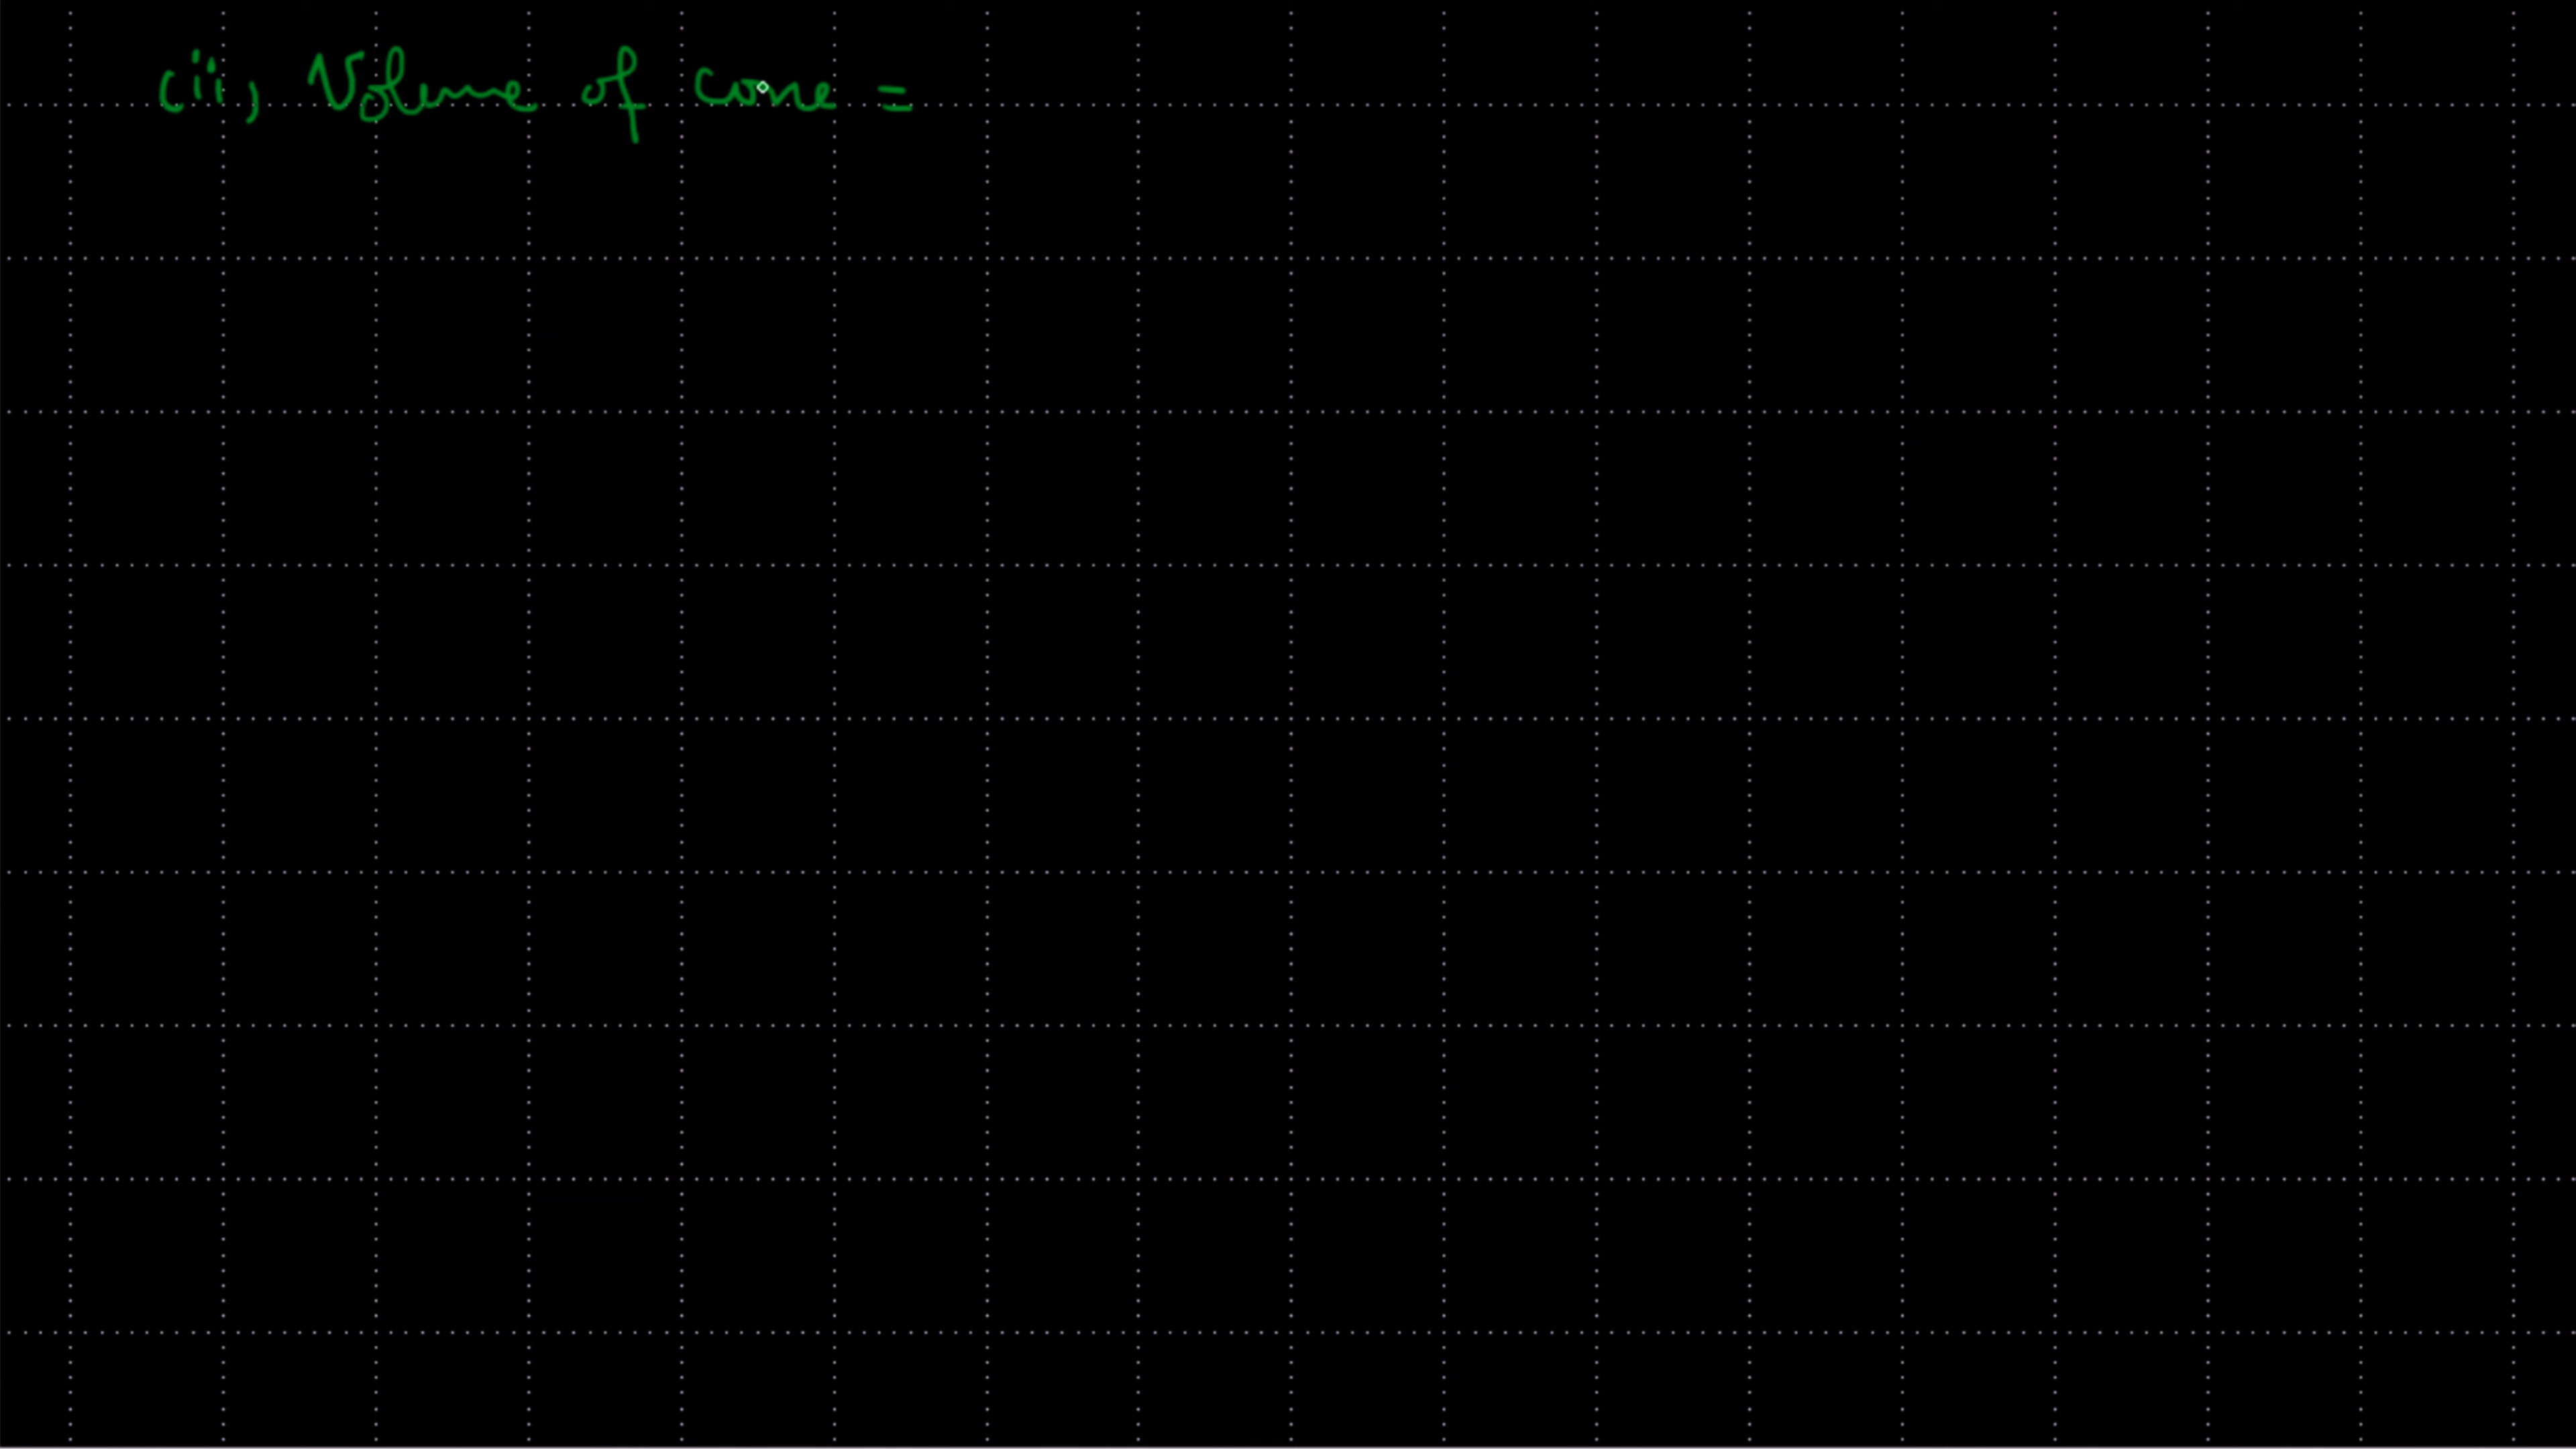 (ii) Volume of cone =